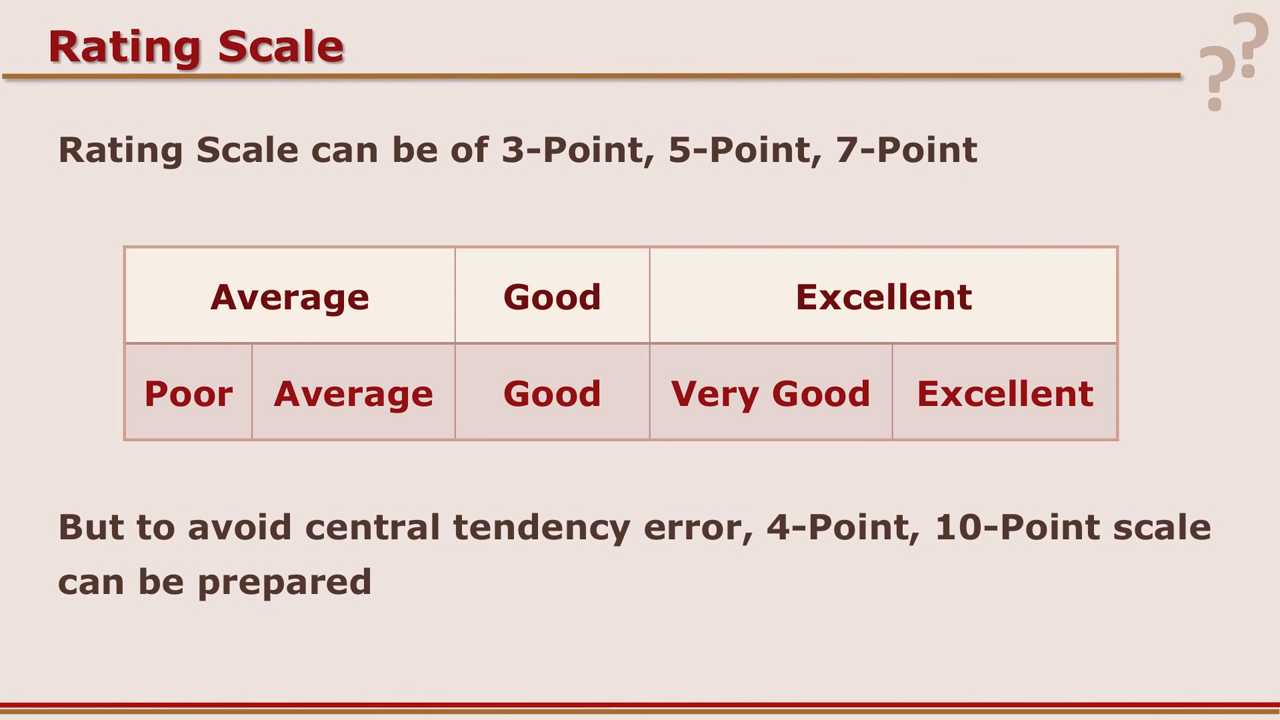 Rating Scale
??
Rating Scale can be of 3-Point, 5-Point, 7-Point
Average Good Excellent
Poor Average Good Very Good Excellent
But to avoid central tendency error, 4-Point, 10-Point scale
can be prepared